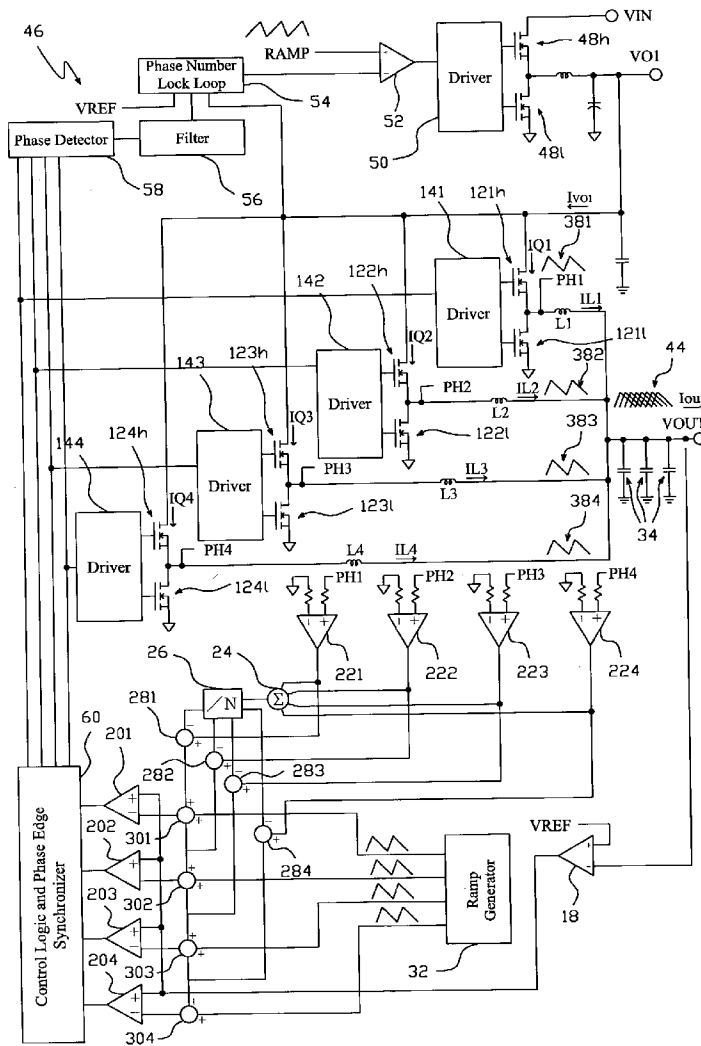 46
RAMP
VIN
48h
VO1
Phase Number
Lock Loop
54
52
Driver
50
48l
VREF
Phase Detector
58
Filter
56
Ivo1
141
121h
IQ1
381
PH1
IL1
L1
Driver
121l
142
122h
IQ2
PH2
IL2
L2
382
44
Iout
VOUT
Driver
122l
143
123h
IQ3
PH3
IL3
L3
383
34
Driver
123l
144
124h
IQ4
PH4
L4
IL4
384
Driver
124l
PH1
PH2
PH3
PH4
− +
− +
− +
− +
221
222
223
224
26
24
/N
Σ
281
282
283
284
60
201
202
203
204
301
302
303
304
Control Logic and Phase Edge
Synchronizer
Ramp
Generator
32
VREF
18